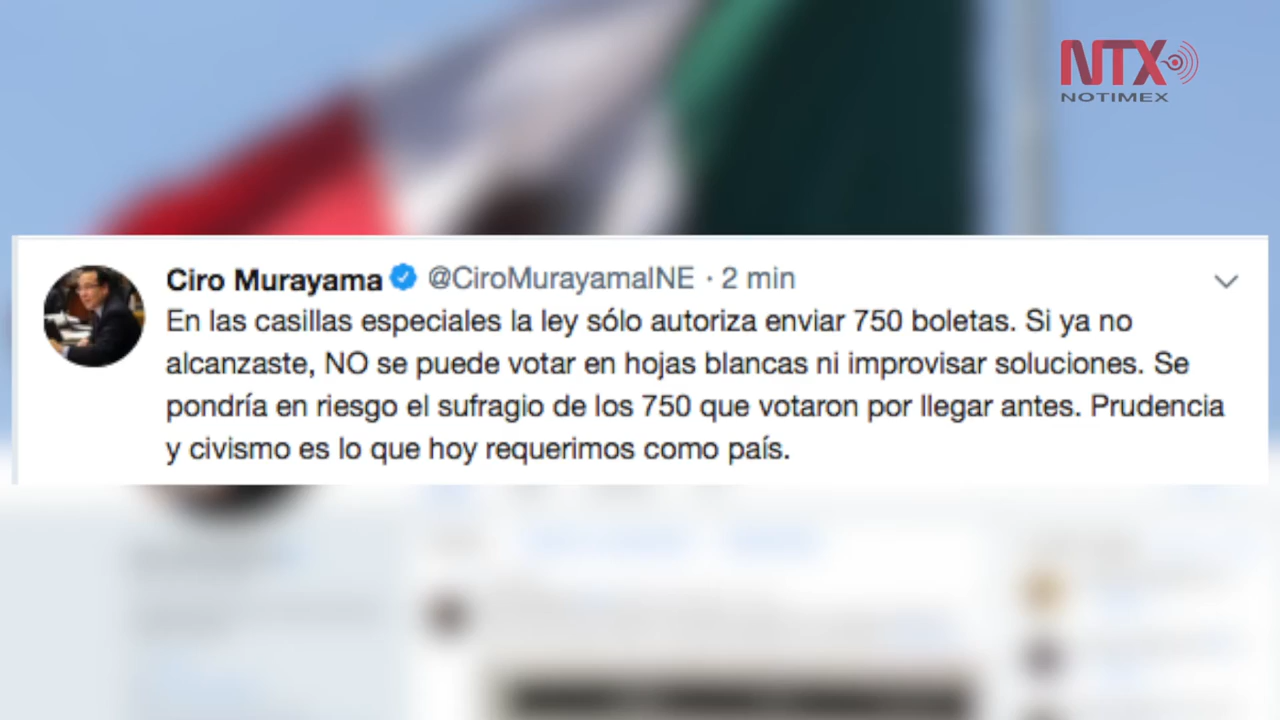 NTX
NOTIMEX
Ciro Murayama @CiroMurayamaINE · 2 min
En las casillas especiales la ley sólo autoriza enviar 750 boletas. Si ya no
alcanzaste, NO se puede votar en hojas blancas ni improvisar soluciones. Se
pondría en riesgo el sufragio de los 750 que votaron por llegar antes. Prudencia
y civismo es lo que hoy requerimos como país.